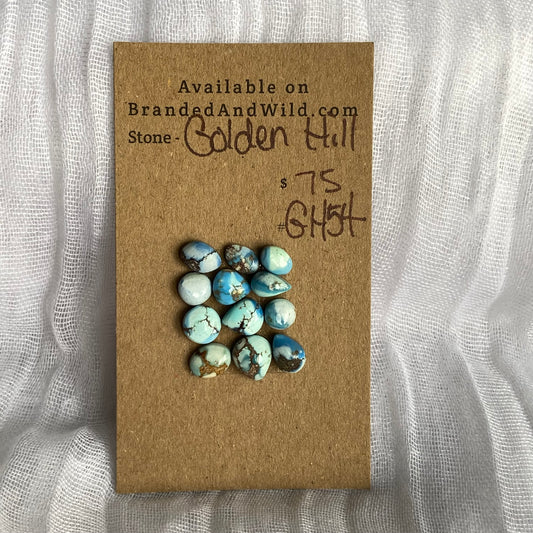 Available on
BrandedAndWild.com
Stone - Golden Hill
$ 75
#GH54